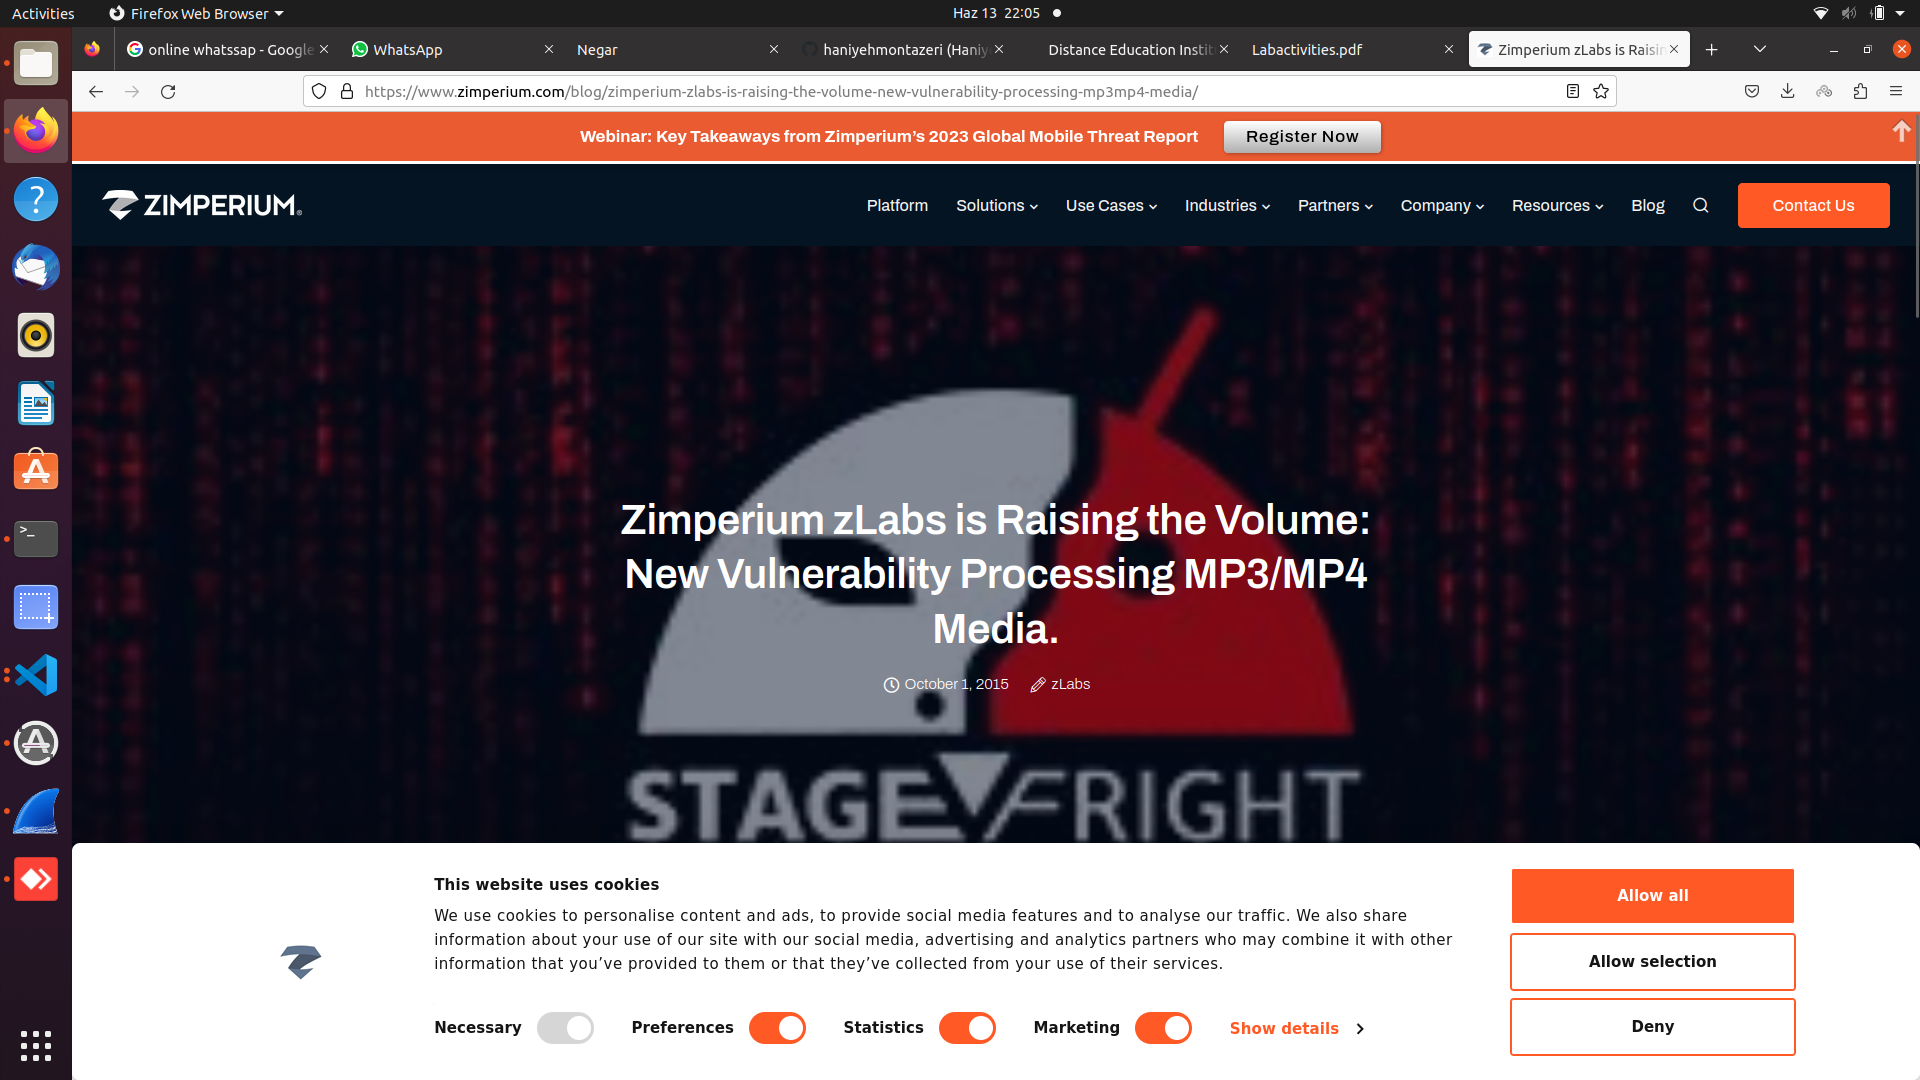 Activities
Firefox Web Browser
Haz 13 22:05
online whatssap - Google
WhatsApp
Negar
haniyehmontazeri (Haniy
Distance Education Instit
Labactivities.pdf
Zimperium zLabs is Raisin
https://www.zimperium.com/blog/zimperium-zlabs-is-raising-the-volume-new-vulnerability-processing-mp3mp4-media/
Webinar: Key Takeaways from Zimperium’s 2023 Global Mobile Threat Report
Register Now
ZIMPERIUM®
Platform
Solutions
Use Cases
Industries
Partners
Company
Resources
Blog
Contact Us
Zimperium zLabs is Raising the Volume:
New Vulnerability Processing MP3/MP4
Media.
October 1, 2015
zLabs
STAGEFRIGHT
This website uses cookies
We use cookies to personalise content and ads, to provide social media features and to analyse our traffic. We also share
information about your use of our site with our social media, advertising and analytics partners who may combine it with other
information that you’ve provided to them or that they’ve collected from your use of their services.
Necessary
Preferences
Statistics
Marketing
Show details
Allow all
Allow selection
Deny